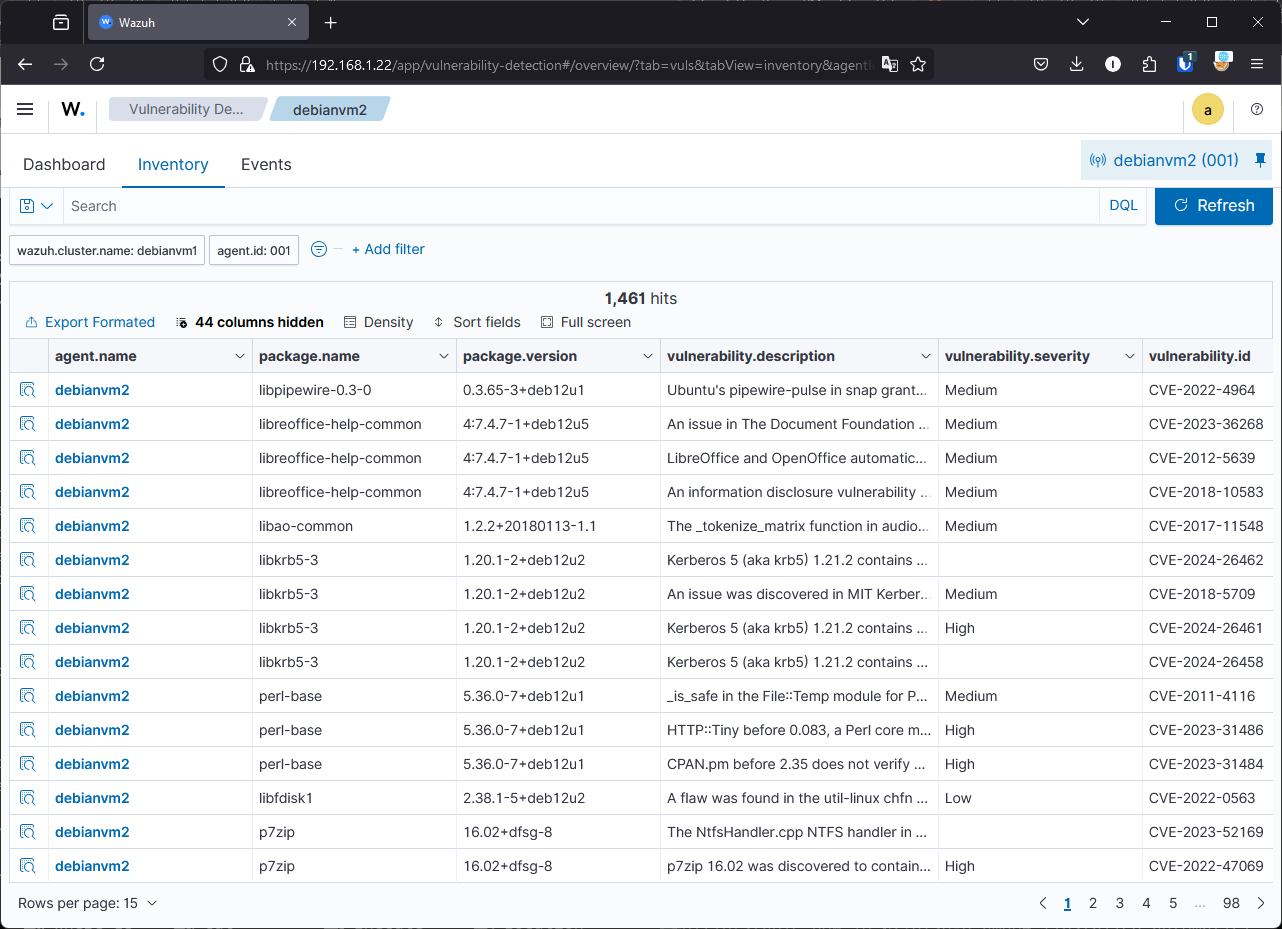 Wazuh
https://192.168.1.22/app/vulnerability-detection#/overview/?tab=vuls&tabView=inventory&agentI
1
W. Vulnerability De... debianvm2 a
Dashboard Inventory Events debianvm2 (001)
Search DQL Refresh
wazuh.cluster.name: debianvm1 agent.id: 001 + Add filter
1,461 hits
Export Formatted 44 columns hidden Density Sort fields Full screen
agent.name package.name package.version vulnerability.description vulnerability.severity vulnerability.id
debianvm2 libpipewire-0.3-0 0.3.65-3+deb12u1 Ubuntu's pipewire-pulse in snap grant... Medium CVE-2022-4964
debianvm2 libreoffice-help-common 4:7.4.7-1+deb12u5 An issue in The Document Foundation ... Medium CVE-2023-36268
debianvm2 libreoffice-help-common 4:7.4.7-1+deb12u5 LibreOffice and OpenOffice automatic... Medium CVE-2012-5639
debianvm2 libreoffice-help-common 4:7.4.7-1+deb12u5 An information disclosure vulnerability ... Medium CVE-2018-10583
debianvm2 libao-common 1.2.2+20180113-1.1 The _tokenize_matrix function in audio... Medium CVE-2017-11548
debianvm2 libkrb5-3 1.20.1-2+deb12u2 Kerberos 5 (aka krb5) 1.21.2 contains ... CVE-2024-26462
debianvm2 libkrb5-3 1.20.1-2+deb12u2 An issue was discovered in MIT Kerber... Medium CVE-2018-5709
debianvm2 libkrb5-3 1.20.1-2+deb12u2 Kerberos 5 (aka krb5) 1.21.2 contains ... High CVE-2024-26461
debianvm2 libkrb5-3 1.20.1-2+deb12u2 Kerberos 5 (aka krb5) 1.21.2 contains ... CVE-2024-26458
debianvm2 perl-base 5.36.0-7+deb12u1 _is_safe in the File::Temp module for P... Medium CVE-2011-4116
debianvm2 perl-base 5.36.0-7+deb12u1 HTTP::Tiny before 0.083, a Perl core m... High CVE-2023-31486
debianvm2 perl-base 5.36.0-7+deb12u1 CPAN.pm before 2.35 does not verify ... High CVE-2023-31484
debianvm2 libfdisk1 2.38.1-5+deb12u2 A flaw was found in the util-linux chfn ... Low CVE-2022-0563
debianvm2 p7zip 16.02+dfsg-8 The NtfsHandler.cpp NTFS handler in ... CVE-2023-52169
debianvm2 p7zip 16.02+dfsg-8 p7zip 16.02 was discovered to contain... High CVE-2022-47069
Rows per page: 15 1 2 3 4 5 ... 98